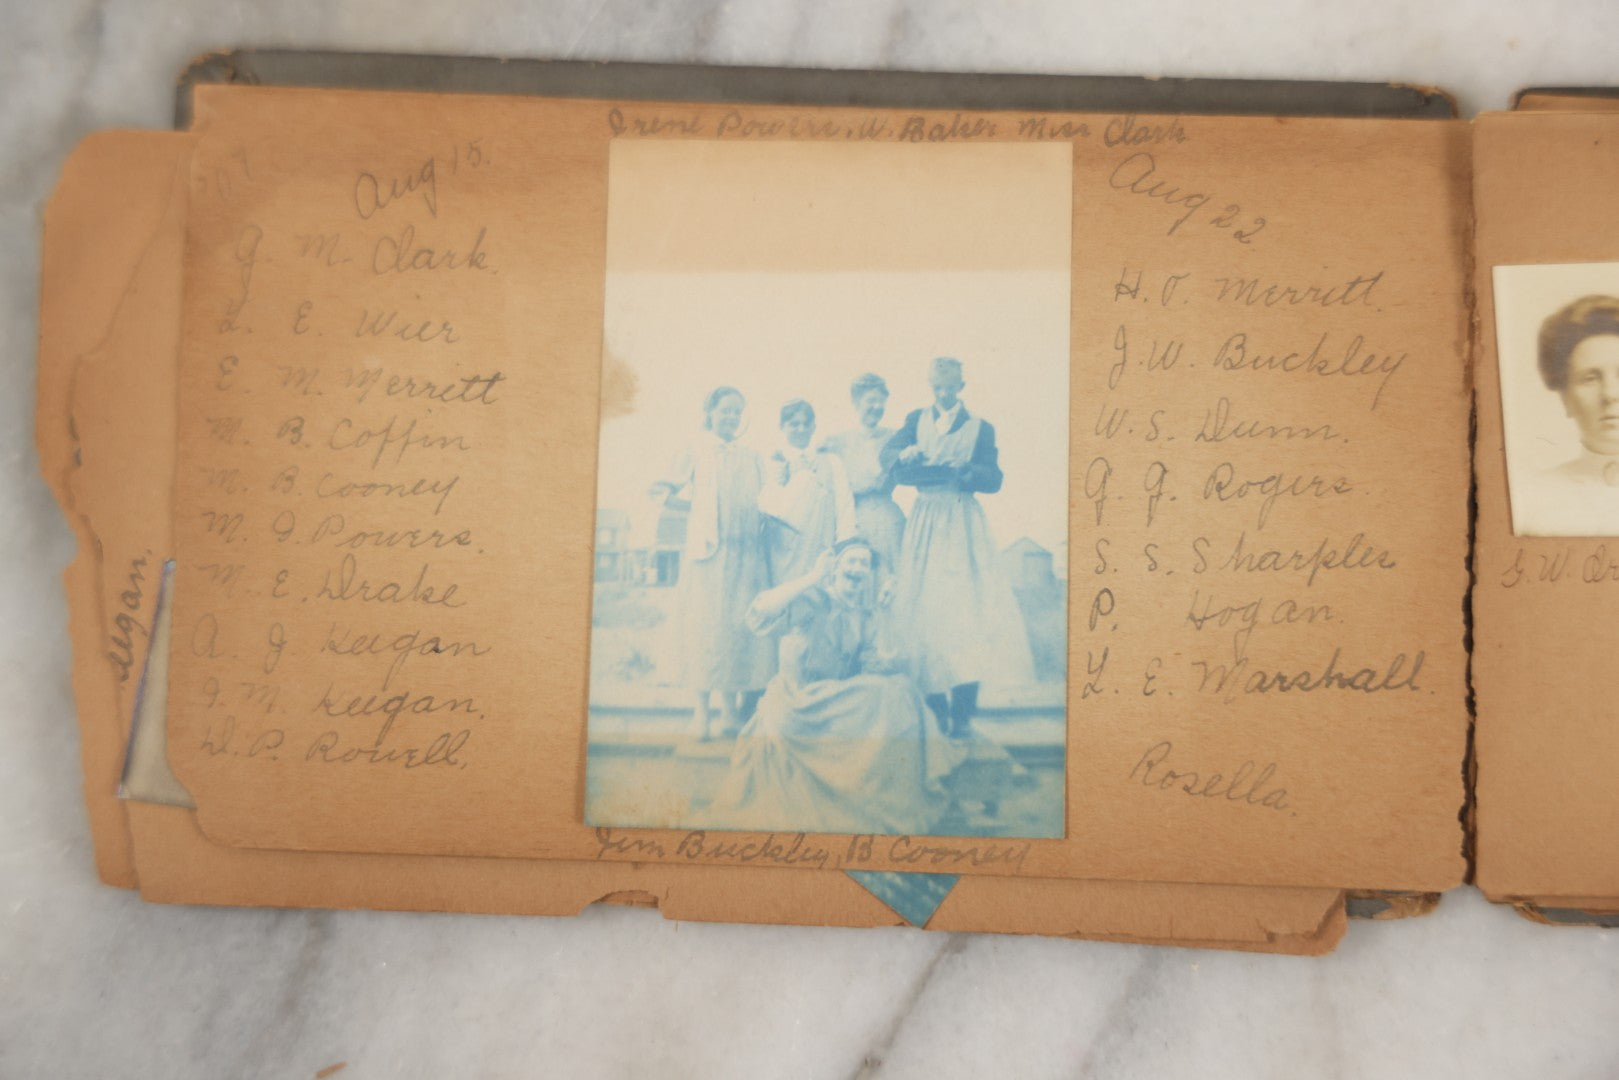 Irene Powers, W. Baker Miss Clark
Aug 15.
G. M. Clark.
L. E. Wier
E. M. Merrett
M. B. Coffin
M. B. Cooney
M. I. Powers.
M. E. Drake
A. J. Keegan
I. M. Keegan.
D. P. Rowell.
Jim Buckley, B Cooney
Aug 22
H. O. Merritt.
J. W. Buckley
W. S. Dunn.
G. G. Rogers.
S. S. Sharples
P. Hogan.
L. E. Marshall.
Rosella.
G. W.